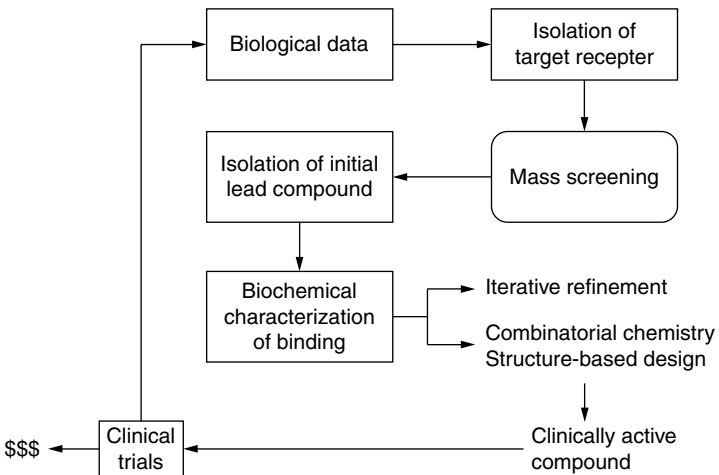 Biological data
Isolation of
target recepter
Mass screening
Isolation of initial
lead compound
Biochemical
characterization
of binding
Iterative refinement
Combinatorial chemistry
Structure-based design
Clinically active
compound
Clinical
trials
$$$